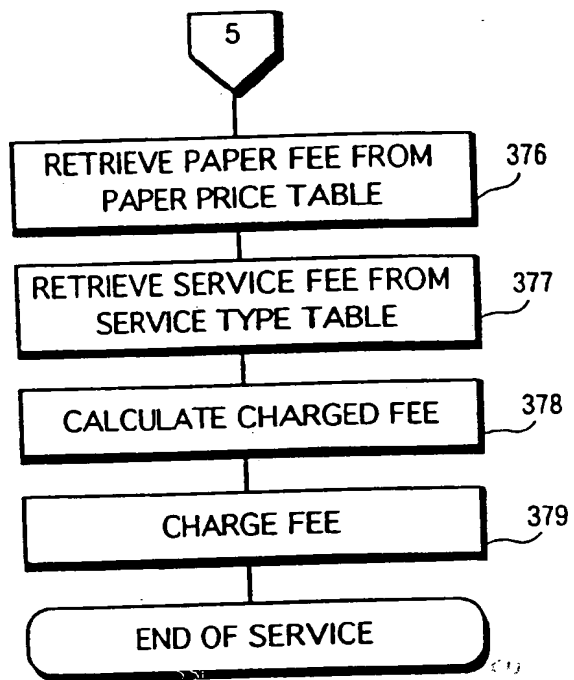 5
RETRIEVE PAPER FEE FROM
PAPER PRICE TABLE
376
RETRIEVE SERVICE FEE FROM
SERVICE TYPE TABLE
377
CALCULATE CHARGED FEE
378
CHARGE FEE
379
END OF SERVICE